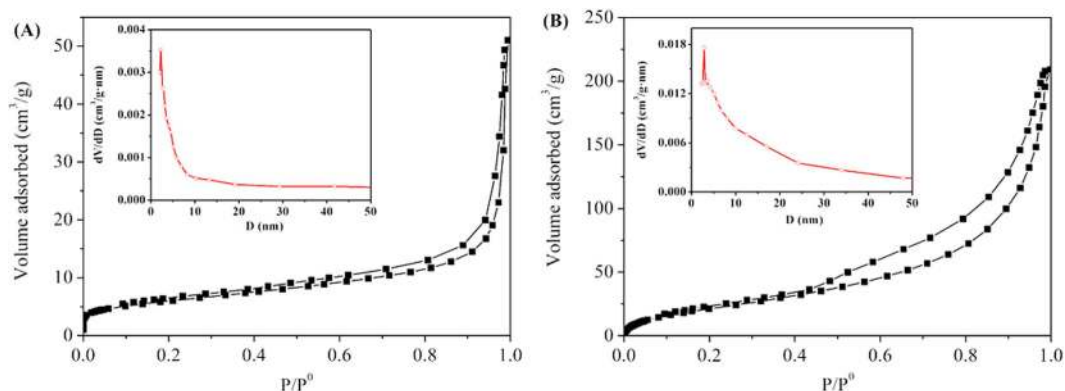 (A)
Volume adsorbed (cm³/g)
50
40
30
20
10
0
0.0 0.2 0.4 0.6 0.8 1.0
P/P⁰
dV/dD (cm³/g·nm)
0.004
0.003
0.002
0.001
0.000
0 10 20 30 40 50
D (nm)
(B)
Volume adsorbed (cm³/g)
250
200
150
100
50
0
0.0 0.2 0.4 0.6 0.8 1.0
P/P⁰
dV/dD (cm³/g·nm)
0.018
0.012
0.006
0.000
0 10 20 30 40 50
D (nm)